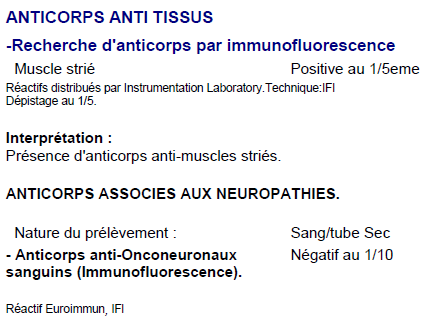 ANTICORPS ANTI TISSUS
-Recherche d'anticorps par immunofluorescence
Muscle strié Positive au 1/5eme
Réactifs distribués par Instrumentation Laboratory.Technique:IFI
Dépistage au 1/5.
Interprétation :
Présence d'anticorps anti-muscles striés.
ANTICORPS ASSOCIES AUX NEUROPATHIES.
Nature du prélèvement : Sang/tube Sec
- Anticorps anti-Onconeuronaux Négatif au 1/10
sanguins (Immunofluorescence).
Réactif Euroimmun, IFI